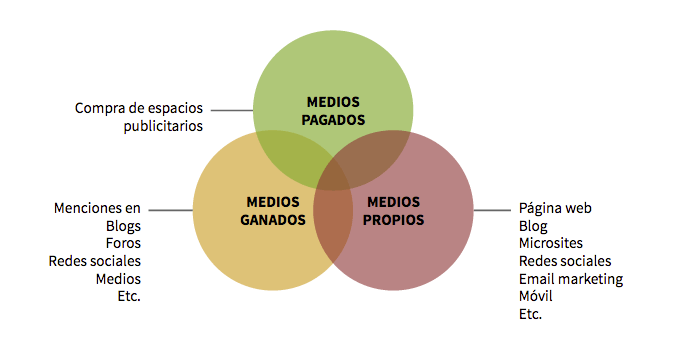 MEDIOS
PAGADOS
Compra de espacios
publicitarios
MEDIOS
GANADOS
MEDIOS
PROPIOS
Menciones en
Blogs
Foros
Redes sociales
Medios
Etc.
Página web
Blog
Microsites
Redes sociales
Email marketing
Móvil
Etc.